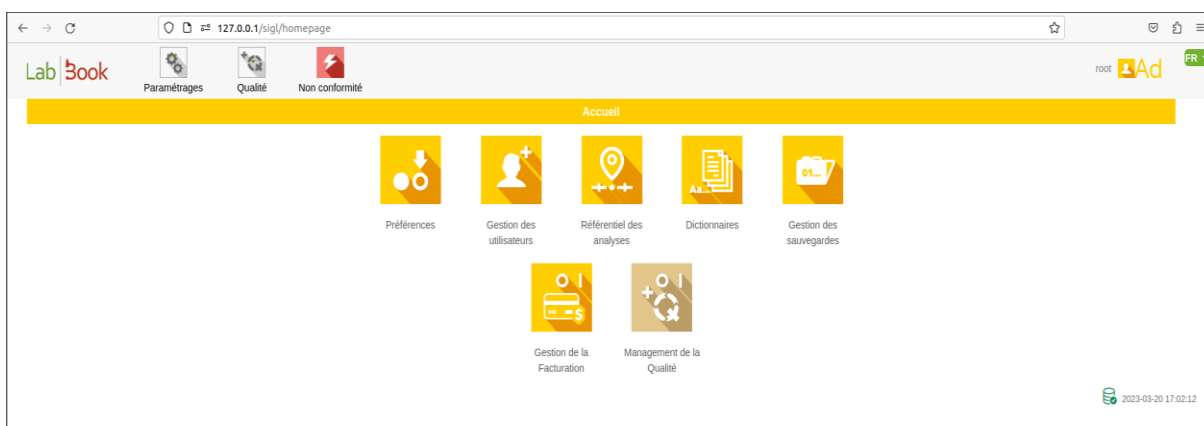 127.0.0.1/sigl/homepage
Lab Book
Paramétrages
Qualité
Non conformité
root
Ad
FR
Accueil
Aa...
01...
Préférences
Gestion des
utilisateurs
Référentiel des
analyses
Dictionnaires
Gestion des
sauvegardes
Gestion de la
Facturation
Management de la
Qualité
2023-03-20 17:02:12